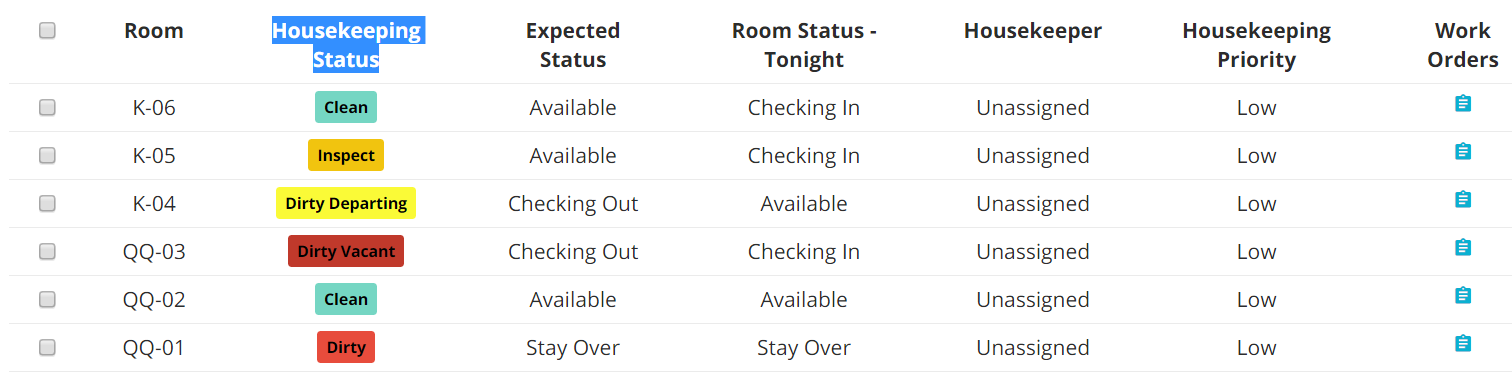 Room Housekeeping Status Expected Status Room Status - Tonight Housekeeper Housekeeping Priority Work Orders
K-06 Clean Available Checking In Unassigned Low
K-05 Inspect Available Checking In Unassigned Low
K-04 Dirty Departing Checking Out Available Unassigned Low
QQ-03 Dirty Vacant Checking Out Checking In Unassigned Low
QQ-02 Clean Available Available Unassigned Low
QQ-01 Dirty Stay Over Stay Over Unassigned Low